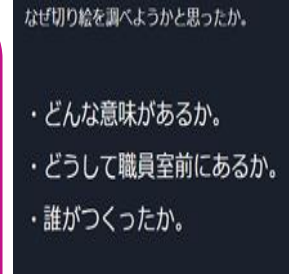 なぜ切り絵を調べようかと思ったか。
・どんな意味があるか。
・どうして職員室前にあるか。
・誰がつくったか。